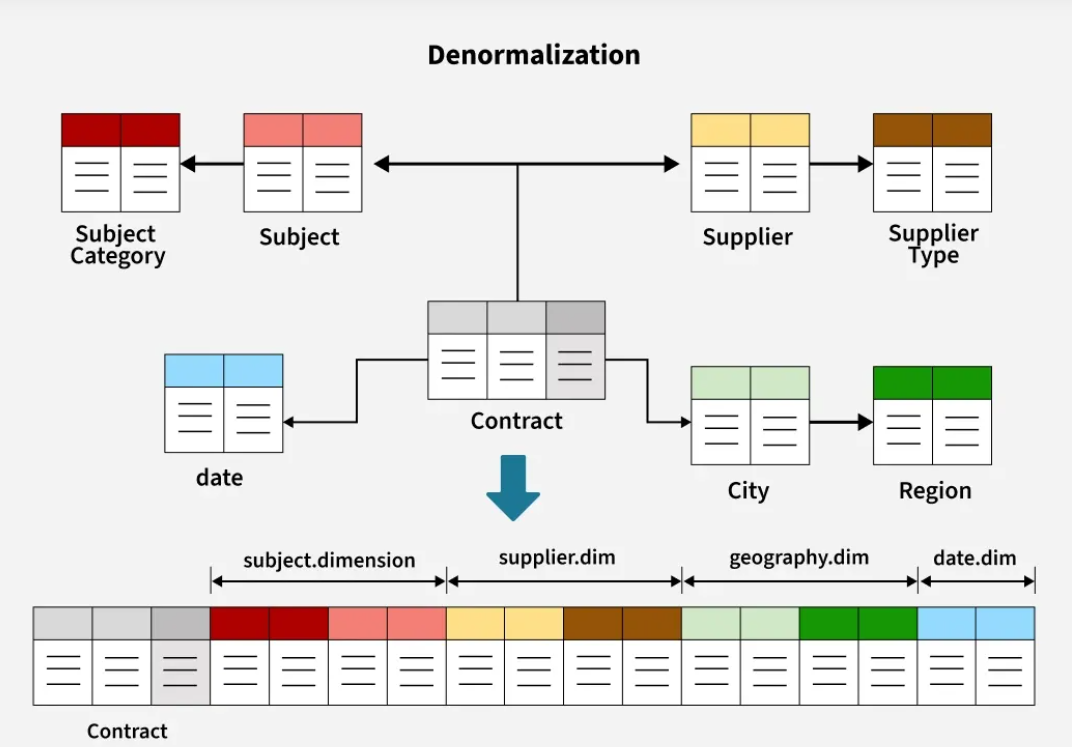 Denormalization
Subject
Category
Subject
Supplier
Supplier
Type
Contract
date
City
Region
subject.dimension
supplier.dim
geography.dim
date.dim
Contract